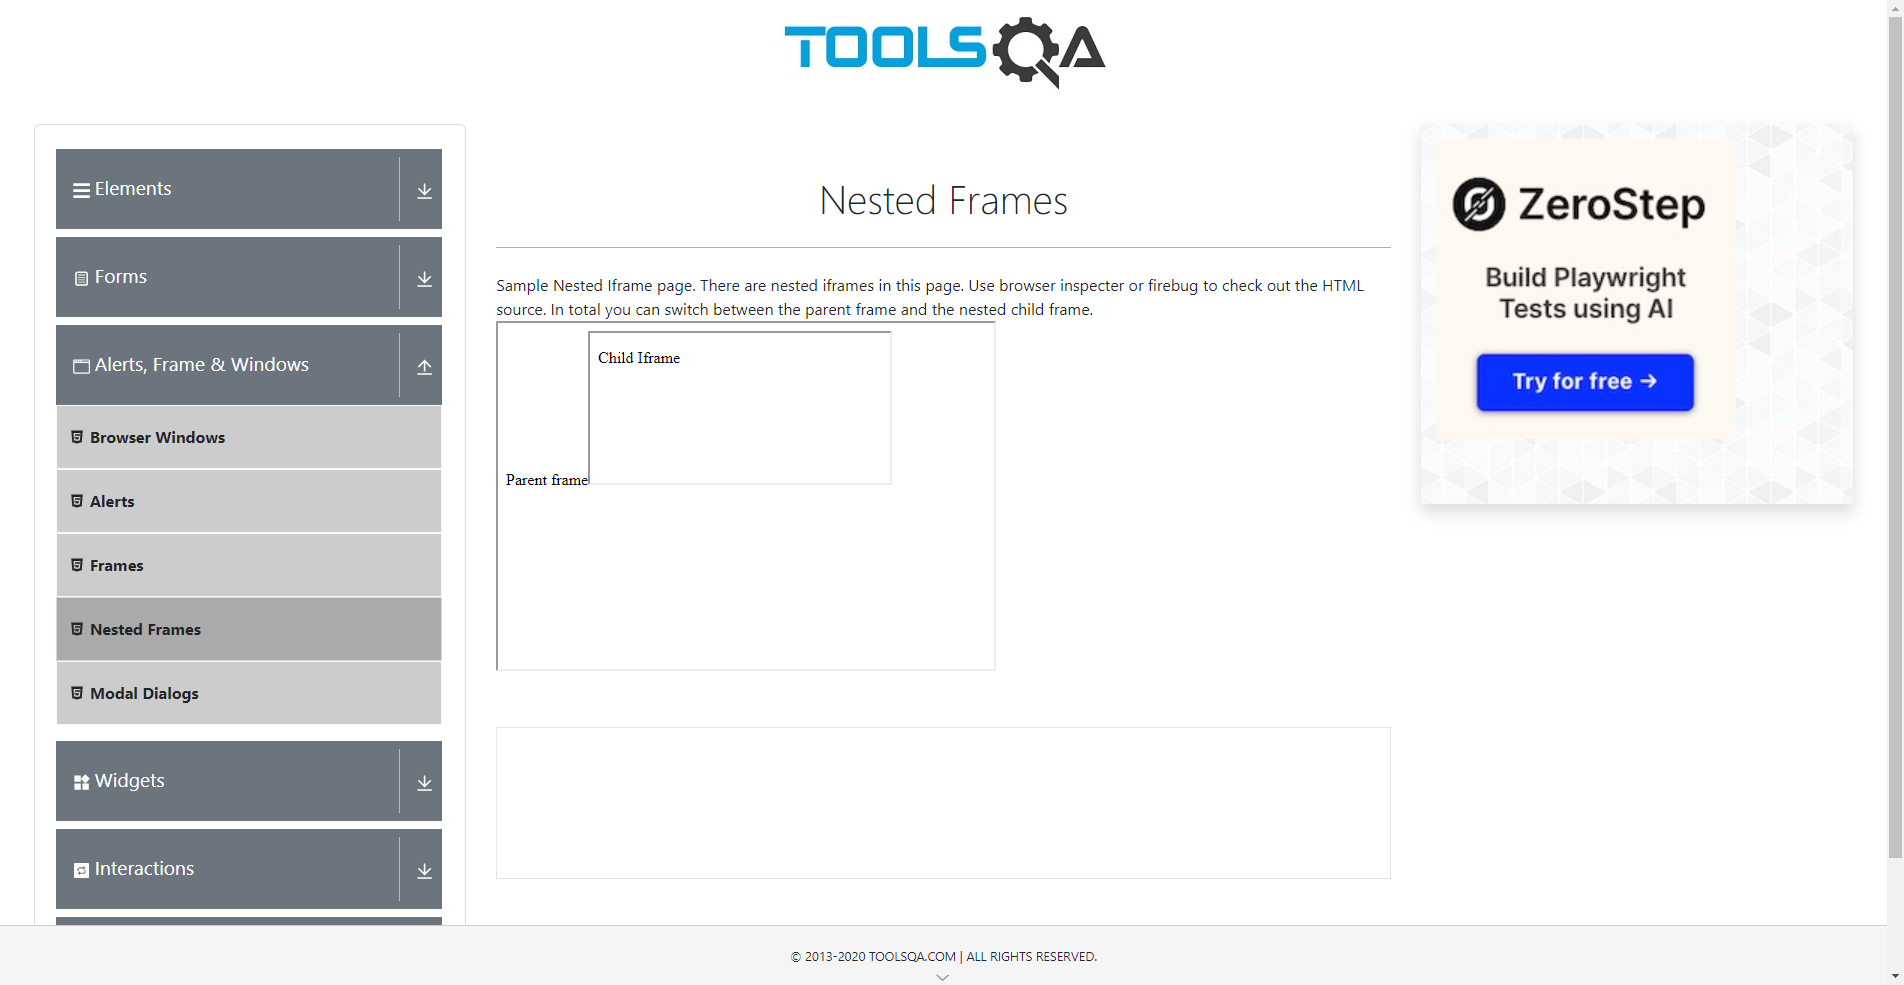 TOOLSQA
Elements
Forms
Alerts, Frame & Windows
Browser Windows
Alerts
Frames
Nested Frames
Modal Dialogs
Widgets
Interactions
Nested Frames
Sample Nested Iframe page. There are nested iframes in this page. Use browser inspecter or firebug to check out the HTML
source. In total you can switch between the parent frame and the nested child frame.
Child Iframe
Parent frame
ZeroStep
Build Playwright
Tests using AI
Try for free →
© 2013-2020 TOOLSQA.COM | ALL RIGHTS RESERVED.